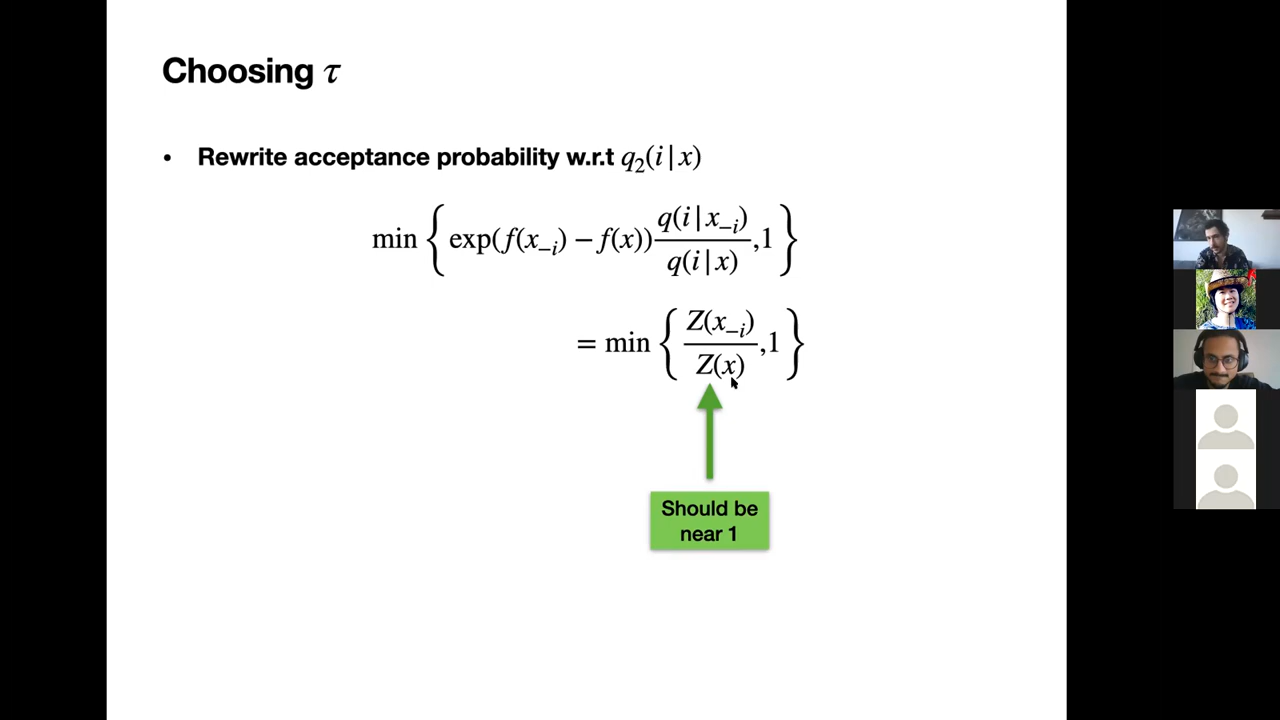 Choosing τ
• Rewrite acceptance probability w.r.t q₂(i|x)
min { exp(f(x₋ᵢ) − f(x)) q(i|x₋ᵢ) / q(i|x) ,1 }
= min { Z(x₋ᵢ) / Z(x) ,1 }
Should be
near 1